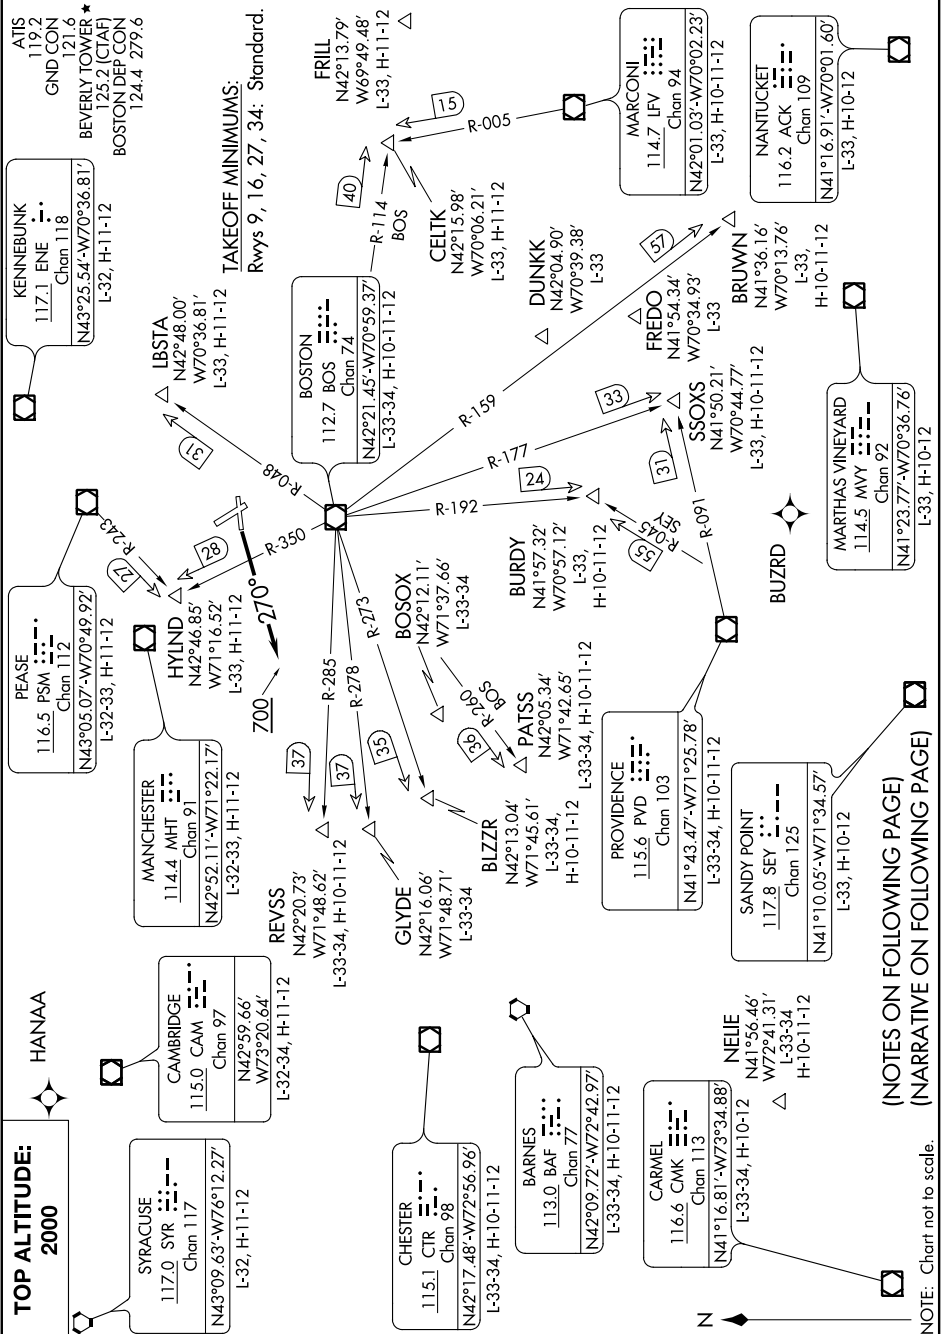 TOP ALTITUDE:
2000
HANAA
SYRACUSE
117.0 SYR
Chan 117
N43°09.63'-W76°12.27'
L-32, H-11-12
CAMBRIDGE
115.0 CAM
Chan 97
N42°59.66'
W73°20.64'
L-32-34, H-11-12
MANCHESTER
114.4 MHT
Chan 91
N42°52.11'-W71°22.17'
L-32-33, H-11-12
PEASE
116.5 PSM
Chan 112
N43°05.07'-W70°49.92'
L-32-33, H-11-12
KENNEBUNK
117.1 ENE
Chan 118
N43°25.54'-W70°36.81'
L-32, H-11-12
ATIS
119.2
GND CON
121.6
BEVERLY TOWER ★
125.2 (CTAF)
BOSTON DEP CON
124.4 279.6
TAKEOFF MINIMUMS:
Rwys 9, 16, 27, 34: Standard.
R-243
27
HYLND
N42°46.85'
W71°16.52'
L-33, H-11-12
28
R-350
LBSTA
N42°48.00'
W70°36.81'
L-33, H-11-12
31
R-048
270°
700
BOSTON
112.7 BOS
Chan 74
N42°21.45'-W70°59.37'
L-33-34, H-10-11-12
FRILL
N42°13.79'
W69°49.48'
L-33, H-11-12
R-114
BOS
40
15
R-005
CELTK
N42°15.98'
W70°06.21'
L-33, H-11-12
MARCONI
114.7 LFV
Chan 94
N42°01.03'-W70°02.23'
L-33, H-10-11-12
REVSS
N42°20.73'
W71°48.62'
L-33-34, H-10-11-12
37
R-285
GLYDE
N42°16.06'
W71°48.71'
L-33-34
37
R-278
BLZZR
N42°13.04'
W71°45.61'
L-33-34,
H-10-11-12
35
R-273
BOSOX
N42°12.11'
W71°37.66'
L-33-34
36
R-260
BOS
PATSS
N42°05.34'
W71°42.65'
L-33-34, H-10-11-12
BURDY
N41°57.32'
W70°57.12'
L-33,
H-10-11-12
24
R-192
55
R-045
SEY
R-177
33
31
R-091
SSOXS
N41°50.21'
W70°44.77'
L-33, H-10-11-12
DUNKK
N42°04.90'
W70°39.38'
L-33
FREDO
N41°54.34'
W70°34.93'
L-33
R-159
57
BRUWN
N41°36.16'
W70°13.76'
L-33,
H-10-11-12
NANTUCKET
116.2 ACK
Chan 109
N41°16.91'-W70°01.60'
L-33, H-10-12
CHESTER
115.1 CTR
Chan 98
N42°17.48'-W72°56.96'
L-33-34, H-10-11-12
BARNES
113.0 BAF
Chan 77
N42°09.72'-W72°42.97'
L-33-34, H-10-11-12
CARMEL
116.6 CMK
Chan 113
N41°16.81'-W73°34.88'
L-33-34, H-10-12
NELIE
N41°56.46'
W72°41.31'
L-33-34
H-10-11-12
PROVIDENCE
115.6 PVD
Chan 103
N41°43.47'-W71°25.78'
L-33-34, H-10-11-12
SANDY POINT
117.8 SEY
Chan 125
N41°10.05'-W71°34.57'
L-33, H-10-12
BUZRD
MARTHAS VINEYARD
114.5 MVY
Chan 92
N41°23.77'-W70°36.76'
L-33, H-10-11-12
(NOTES ON FOLLOWING PAGE)
(NARRATIVE ON FOLLOWING PAGE)
N
NOTE: Chart not to scale.